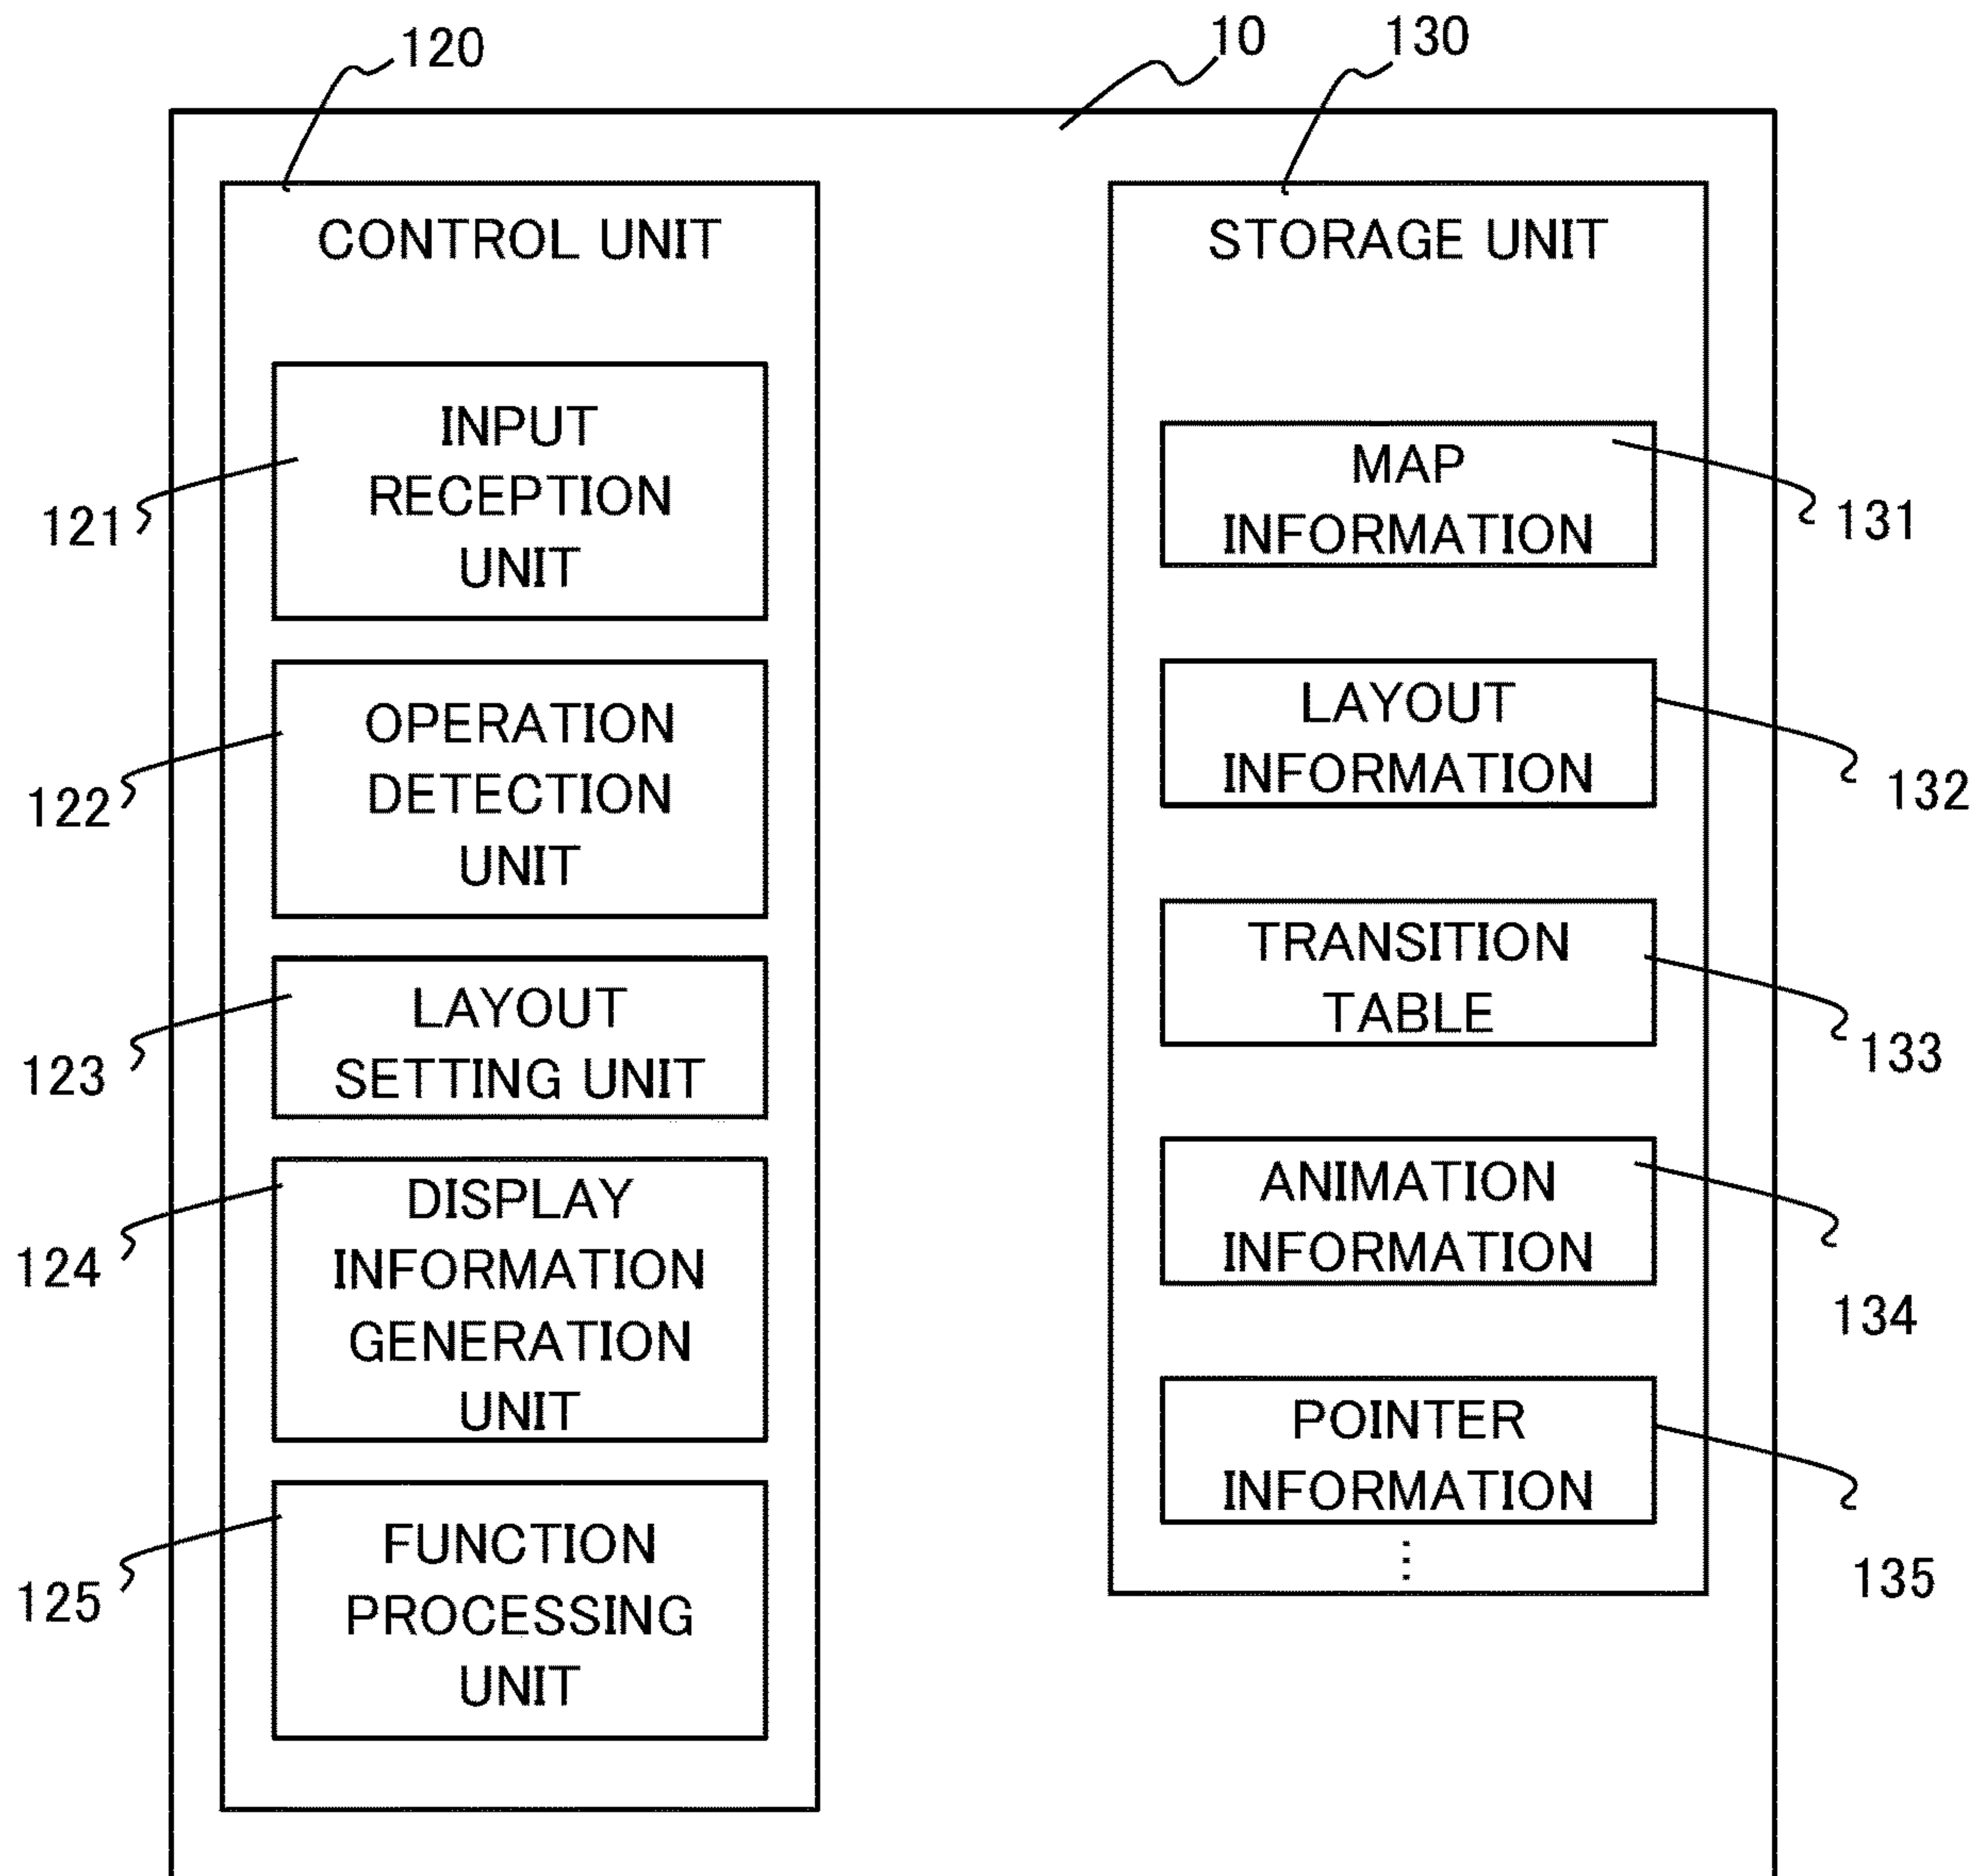 120
10
130
CONTROL UNIT
INPUT
RECEPTION
UNIT
121
OPERATION
DETECTION
UNIT
122
LAYOUT
SETTING UNIT
123
DISPLAY
INFORMATION
GENERATION
UNIT
124
FUNCTION
PROCESSING
UNIT
125
STORAGE UNIT
MAP
INFORMATION
131
LAYOUT
INFORMATION
132
TRANSITION
TABLE
133
ANIMATION
INFORMATION
134
POINTER
INFORMATION
135
⋮